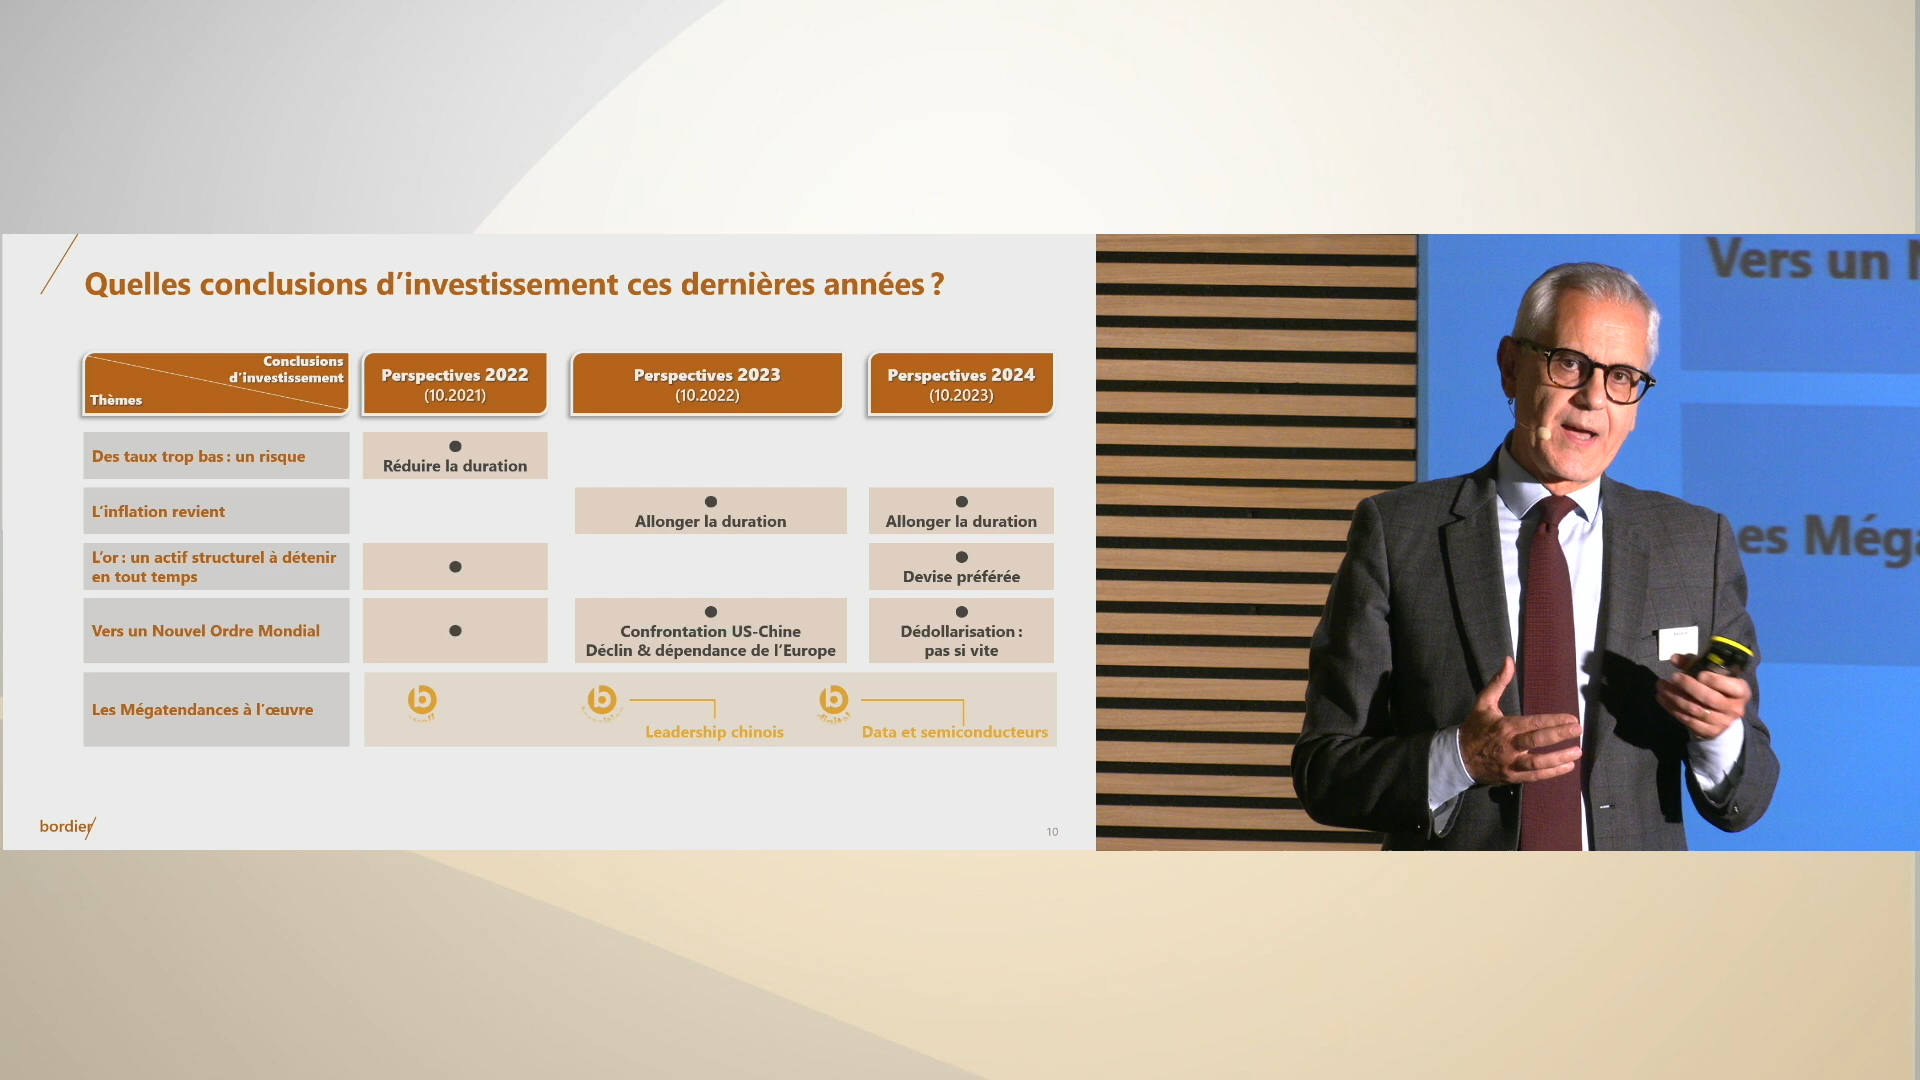 Quelles conclusions d’investissement ces dernières années ?
Conclusions
d’investissement
Thèmes
Perspectives 2022
(10.2021)
Perspectives 2023
(10.2022)
Perspectives 2024
(10.2023)
Des taux trop bas : un risque
Réduire la duration
L’inflation revient
Allonger la duration
Allonger la duration
L’or : un actif structurel à détenir
en tout temps
Devise préférée
Vers un Nouvel Ordre Mondial
Confrontation US-Chine
Déclin & dépendance de l’Europe
Dédollarisation :
pas si vite
Les Mégatendances à l’œuvre
b
b
b
Leadership chinois
Data et semiconducteurs
bordier
10
Vers un N
es Méga